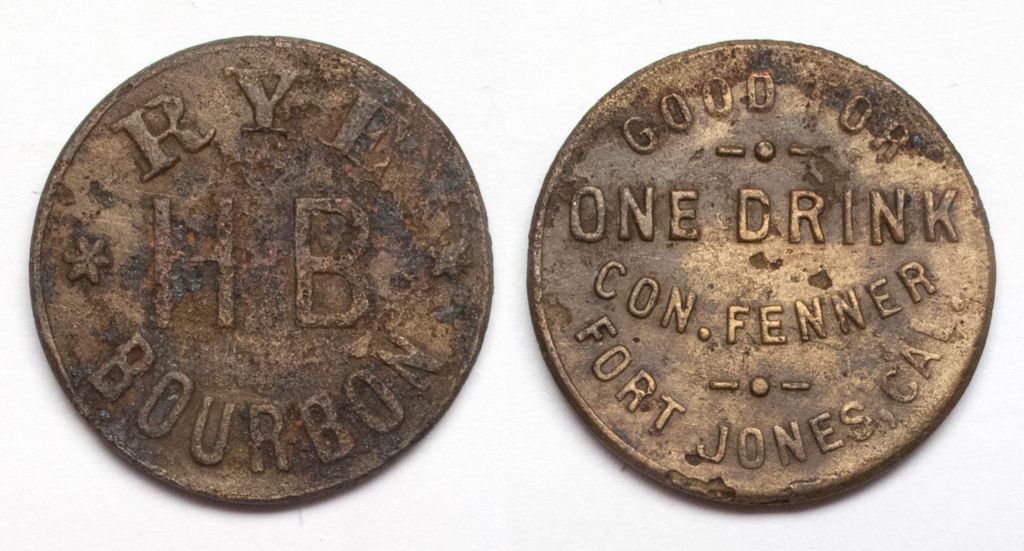 RYE
HB
BOURBON
GOOD FOR
ONE DRINK
CON. FENNER
FORT JONES, CAL.